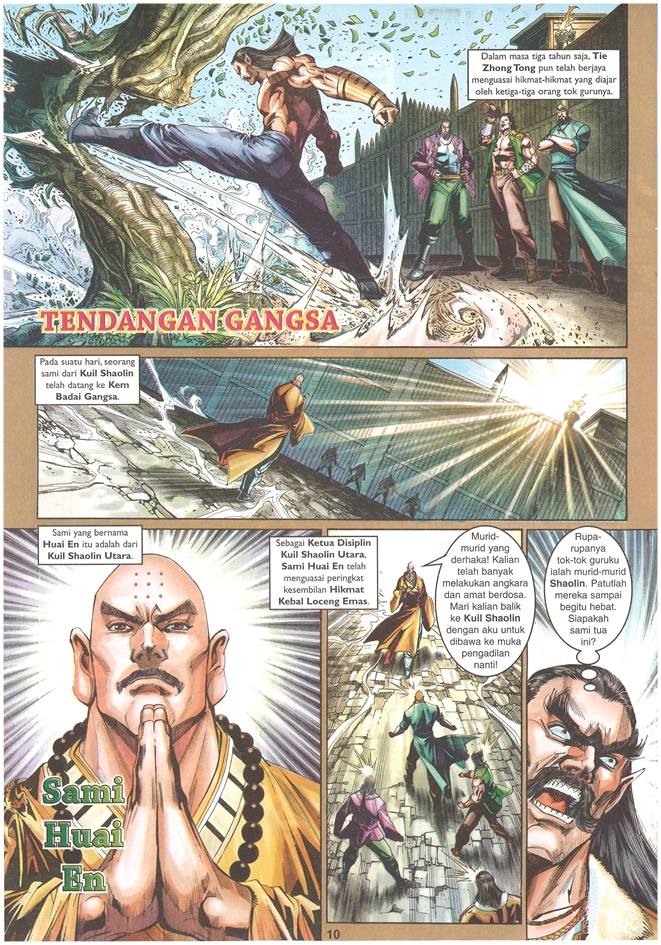 Dalam masa tiga tahun saja, Tie
Zhong Tong pun telah berjaya
menguasai hikmat-hikmat yang diajar
oleh ketiga-tiga orang tok gurunya.
TENDANGAN GANGSA
Pada suatu hari, seorang
sami dari Kuil Shaolin
telah datang ke Kem
Badai Gangsa.
Sami yang bernama
Huai En itu adalah dari
Kuil Shaolin Utara.
Sami
Huai
En
Sebagai Ketua Disiplin
Kuil Shaolin Utara,
Sami Huai En telah
menguasai peringkat
kesembilan Hikmat
Kebal Loceng Emas.
Murid-
murid yang
derhaka! Kalian
telah banyak
melakukan angkara
dan amat berdosa.
Mari kalian balik
ke Kuil Shaolin
dengan aku untuk
dibawa ke muka
pengadilan
nanti!
Rupa-
rupanya
tok-tok guruku
ialah murid-murid
Shaolin. Patutlah
mereka sampai
begitu hebat.
Siapakah
sami tua
ini?
10